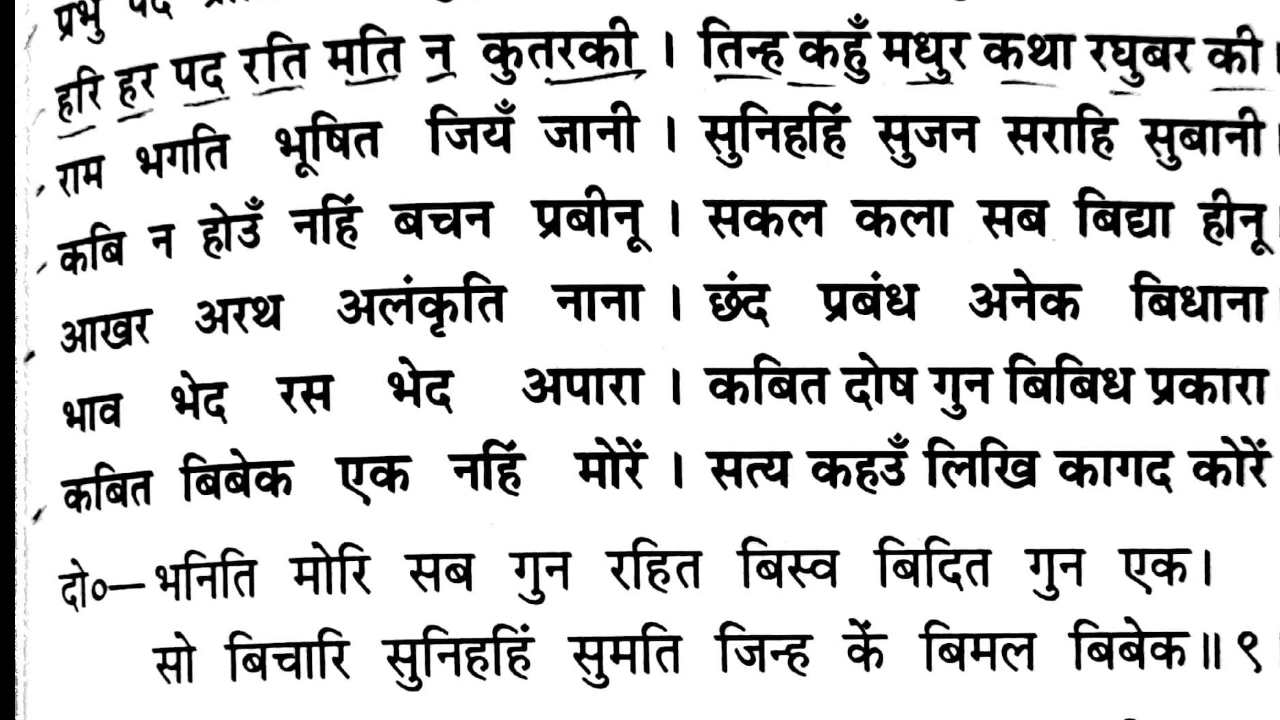 प्रभु पद
हरि हर पद रति मति न कुतरकी । तिन्ह कहुँ मधुर कथा रघुबर की ।
राम भगति भूषित जियँ जानी । सुनिहहिं सुजन सराहि सुबानी ।
कबि न होउँ नहिं बचन प्रबीनू । सकल कला सब बिद्या हीनू ।
आखर अरथ अलंकृति नाना । छंद प्रबंध अनेक बिधाना
भाव भेद रस भेद अपारा । कबित दोष गुन बिबिध प्रकारा
कबित बिबेक एक नहिं मोरें । सत्य कहउँ लिखि कागद कोरें
दो०— भनिति मोरि सब गुन रहित बिस्व बिदित गुन एक ।
सो बिचारि सुनिहहिं सुमति जिन्ह कें बिमल बिबेक ॥ ९